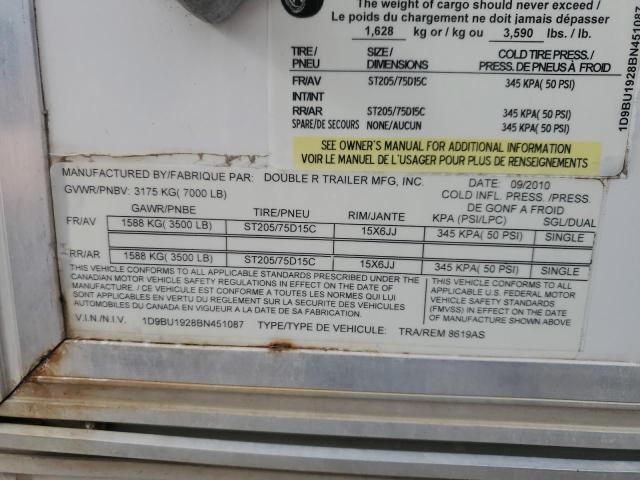 The weight of cargo should never exceed /
Le poids du chargement ne doit jamais dépasser
1,628 kg or / kg ou 3,590 lbs. / Lb.
TIRE / PNEU SIZE / DIMENSIONS COLD TIRE PRESS./ PRESS. DE PNEUS À FROID
FR/AV ST205/75D15C 345 KPA( 50 PSI)
INT/INT
RR/AR ST205/75D15C 345 KPA( 50 PSI)
SPARE/DE SECOURS NONE/AUCUN 345 KPA( 50 PSI)
SEE OWNER'S MANUAL FOR ADDITIONAL INFORMATION
VOIR LE MANUEL DE L'USAGER POUR PLUS DE RENSEIGNEMENTS
1D9BU1928BN451087
MANUFACTURED BY/FABRIQUE PAR: DOUBLE R TRAILER MFG, INC. DATE: 09/2010
GVWR/PNBV: 3175 KG( 7000 LB) COLD INFL. PRESS. /PRESS.
DE GONF A FROID
GAWR/PNBE TIRE/PNEU RIM/JANTE KPA (PSI/LPC) SGL/DUAL
FR/AV 1588 KG( 3500 LB) ST205/75D15C 15X6JJ 345 KPA( 50 PSI) SINGLE
RR/AR 1588 KG( 3500 LB) ST205/75D15C 15X6JJ 345 KPA( 50 PSI) SINGLE
THIS VEHICLE CONFORMS TO ALL APPLICABLE STANDARDS PRESCRIBED UNDER THE
CANADIAN MOTOR VEHICLE SAFETY REGULATIONS IN EFFECT ON THE DATE OF
MANUFACTURE. / CE VEHICULE EST CONFORME A TOUTES LES NORMES QUI LUI
SONT APPLICABLES EN VERTU DU REGLEMENT SUR LA SECURITE DES VEHICULES
AUTOMOBILES DU CANADA EN VIGUEUR A LA DATE DE SA FABRICATION.
THIS VEHICLE CONFORMS TO ALL
APPLICABLE U.S. FEDERAL MOTOR
VEHICLE SAFETY STANDARDS
(FMVSS) IN EFFECT ON THE DATE
OF MANUFACTURE.
V.I.N./N.I.V. 1D9BU1928BN451087 TYPE/TYPE DE VEHICULE: TRA/REM 8619AS